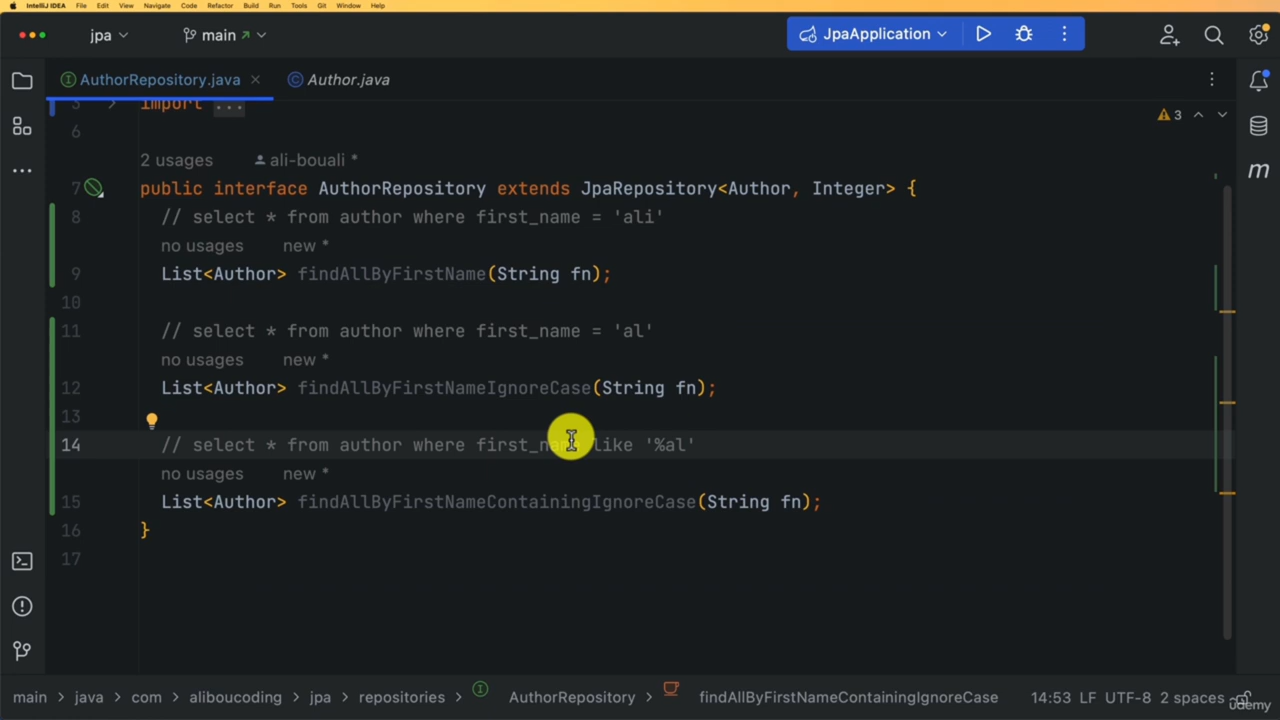 IntelliJ IDEA File Edit View Navigate Code Refactor Build Run Tools Git Window Help
jpa main JpaApplication
AuthorRepository.java Author.java
3 import ...
6
3
2 usages ali-bouali *
7 public interface AuthorRepository extends JpaRepository<Author, Integer> {
8 // select * from author where first_name = 'ali'
no usages new *
9 List<Author> findAllByFirstName(String fn);
10
11 // select * from author where first_name = 'al'
no usages new *
12 List<Author> findAllByFirstNameIgnoreCase(String fn);
13
14 // select * from author where first_name like '%al'
no usages new *
15 List<Author> findAllByFirstNameContainingIgnoreCase(String fn);
16 }
17
main > java > com > aliboucoding > jpa > repositories > AuthorRepository > findAllByFirstNameContainingIgnoreCase 14:53 LF UTF-8 2 spaces
udemy